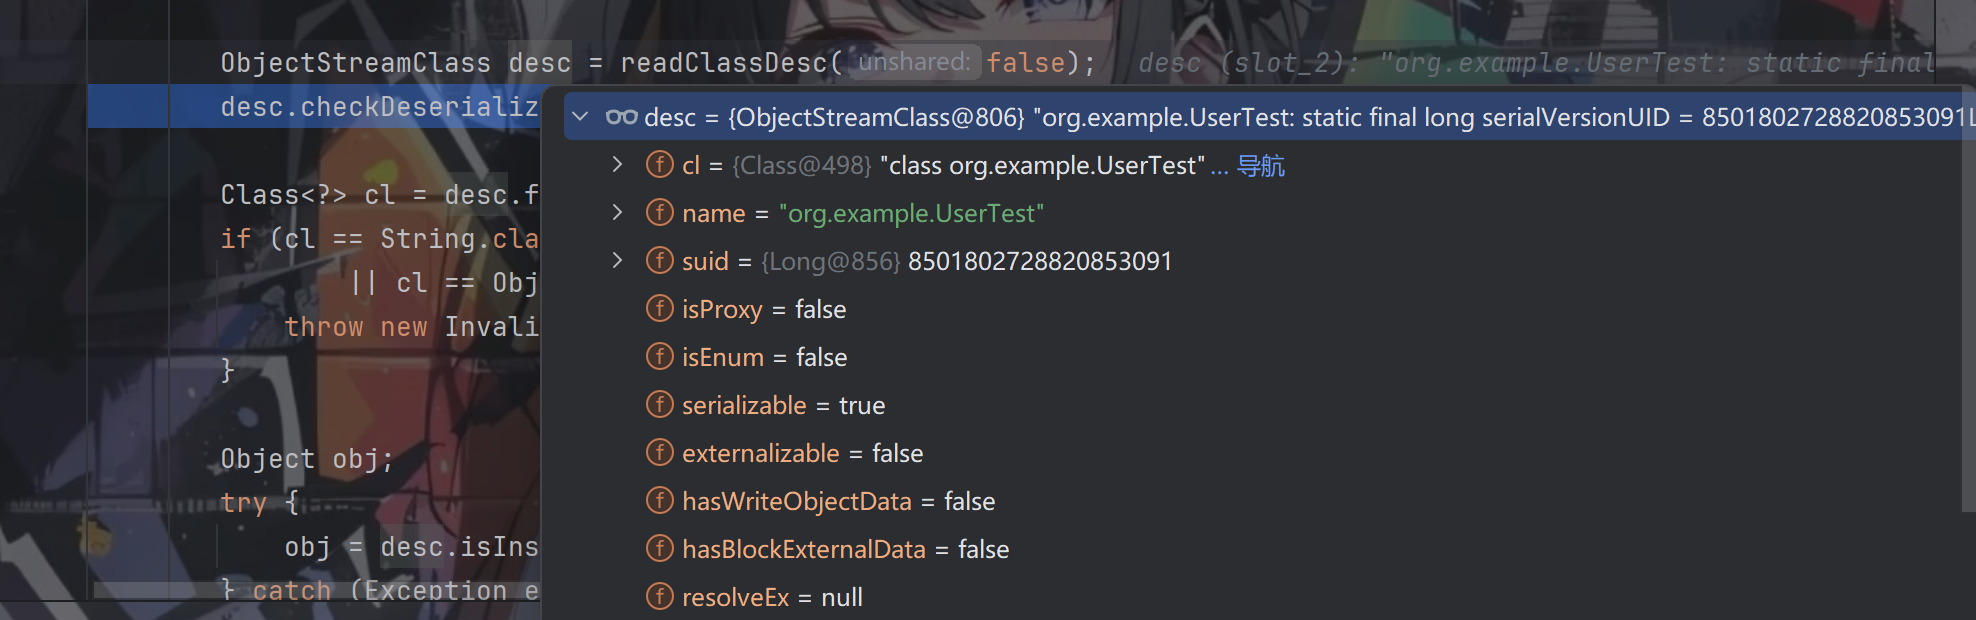 ObjectStreamClass desc = readClassDesc( unshared: false);   desc (slot_2): "org.example.UserTest: static final
desc.checkDeserializ
desc = {ObjectStreamClass@806} "org.example.UserTest: static final long serialVersionUID = 8501802728820853091L
cl = {Class@498} "class org.example.UserTest"... 导航
Class<?> cl = desc.f
name = "org.example.UserTest"
if (cl == String.cla
suid = {Long@856} 8501802728820853091
|| cl == Obj
isProxy = false
throw new Invali
isEnum = false
}
serializable = true
Object obj;
externalizable = false
try {
hasWriteObjectData = false
obj = desc.isIns
hasBlockExternalData = false
} catch (Exception e
resolveEx = null